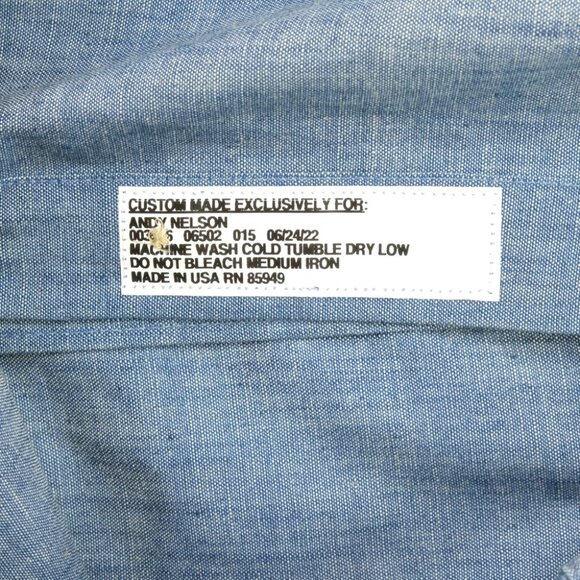 CUSTOM MADE EXCLUSIVELY FOR:
ANDY NELSON
06502 015 06/24/22
MACHINE WASH COLD TUMBLE DRY LOW
DO NOT BLEACH MEDIUM IRON
MADE IN USA RN 85949